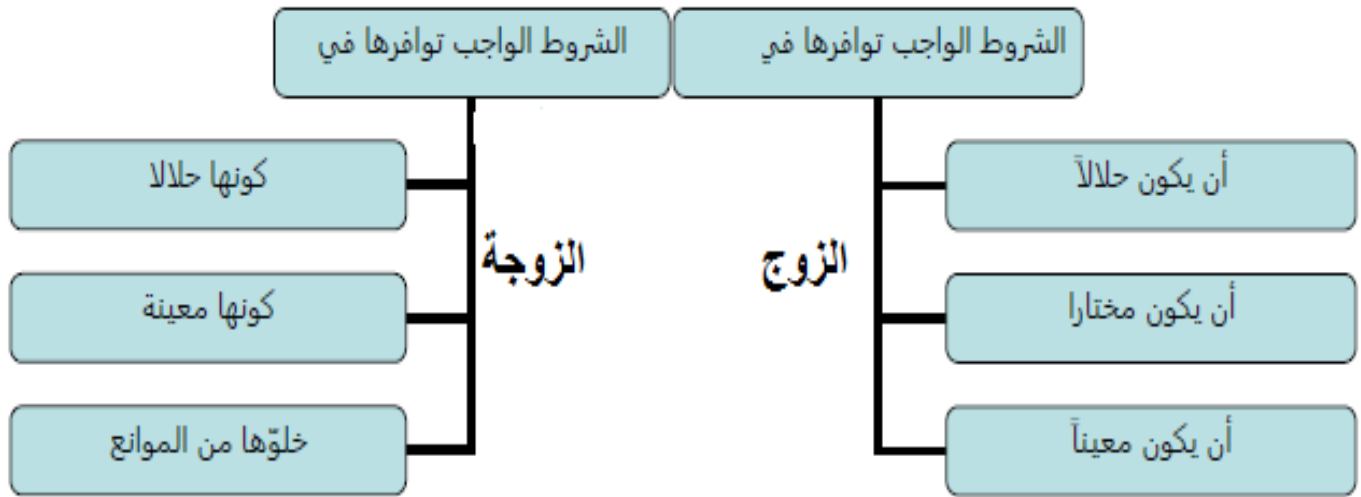 الشروط الواجب توافرها في
الزوج
أن يكون حلالاً
أن يكون مختارا
أن يكون معيناً
الشروط الواجب توافرها في
الزوجة
كونها حلالا
كونها معينة
خلوّها من الموانع